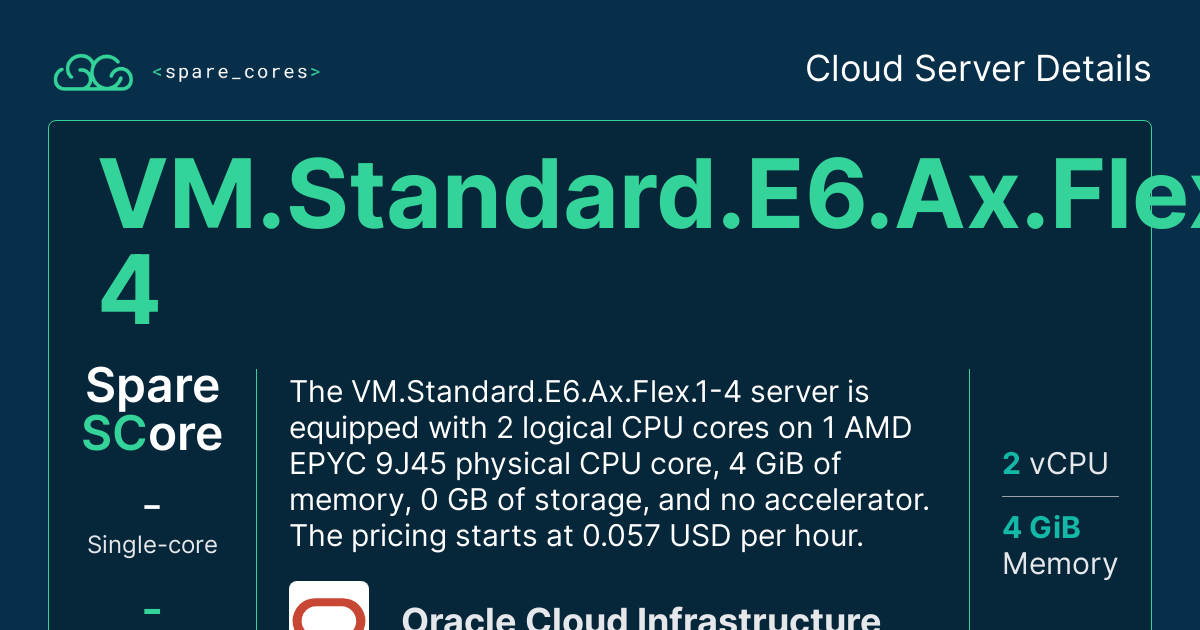 <spare_cores>
Cloud Server Details
VM.Standard.E6.Ax.Flex
4
Spare
SCore
–
Single-core
–
The VM.Standard.E6.Ax.Flex.1-4 server is
equipped with 2 logical CPU cores on 1 AMD
EPYC 9J45 physical CPU core, 4 GiB of
memory, 0 GB of storage, and no accelerator.
The pricing starts at 0.057 USD per hour.
Oracle Cloud Infrastructure
2 vCPU
4 GiB
Memory